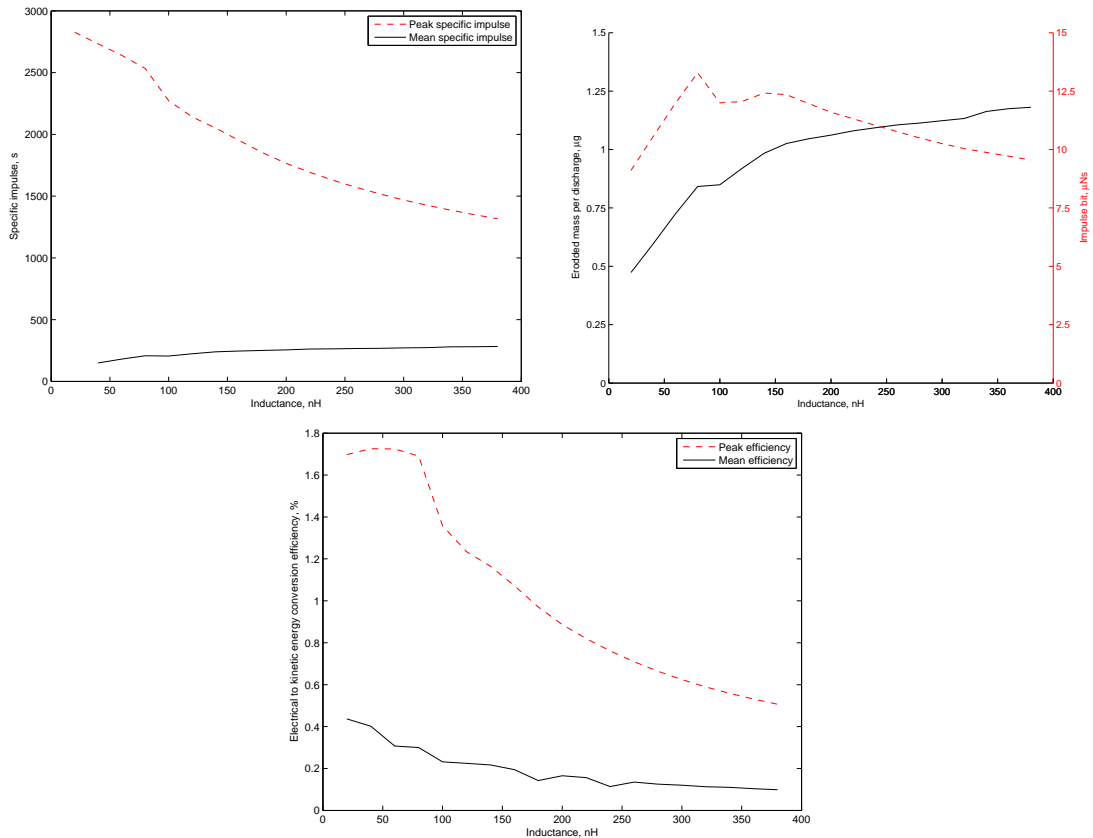 3000
2500
2000
1500
1000
500
0
Specific impulse, s
Peak specific impulse
Mean specific impulse
0 50 100 150 200 250 300 350 400
Inductance, nH
1.5
1.25
1
0.75
0.5
0.25
0
Erodded mass per discharge, μg
15
12.5
10
7.5
5
2.5
0
Impulse bit, μNs
0 50 100 150 200 250 300 350 400
Inductance, nH
1.8
1.6
1.4
1.2
1
0.8
0.6
0.4
0.2
0
Electrical to kinetic energy conversion efficiency, %
Peak efficiency
Mean efficiency
0 50 100 150 200 250 300 350 400
Inductance, nH